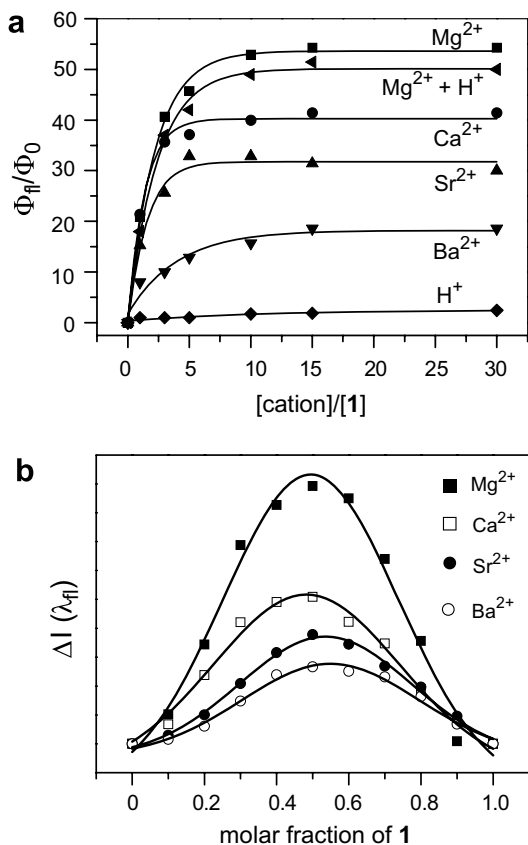 a
60
50
40
30
20
10
0
Φfl/Φ0
Mg2+
Mg2+ + H+
Ca2+
Sr2+
Ba2+
H+
0 5 10 15 20 25 30
[cation]/[1]
b
Mg2+
Ca2+
Sr2+
Ba2+
ΔI (λfl)
0 0.2 0.4 0.6 0.8 1.0
molar fraction of 1